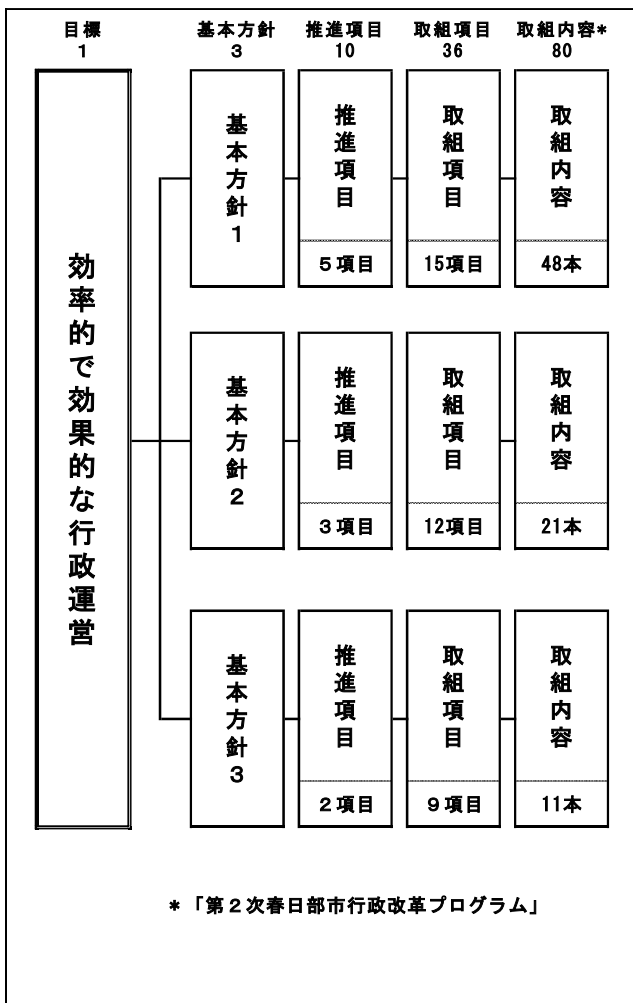 目標 基本方針 推進項目 取組項目 取組内容*
1 3 10 36 80
効率的で効果的な行政運営
基本方針1
推進項目
5項目
取組項目
15項目
取組内容
48本
基本方針2
推進項目
3項目
取組項目
12項目
取組内容
21本
基本方針3
推進項目
2項目
取組項目
9項目
取組内容
11本
*「第2次春日部市行政改革プログラム」